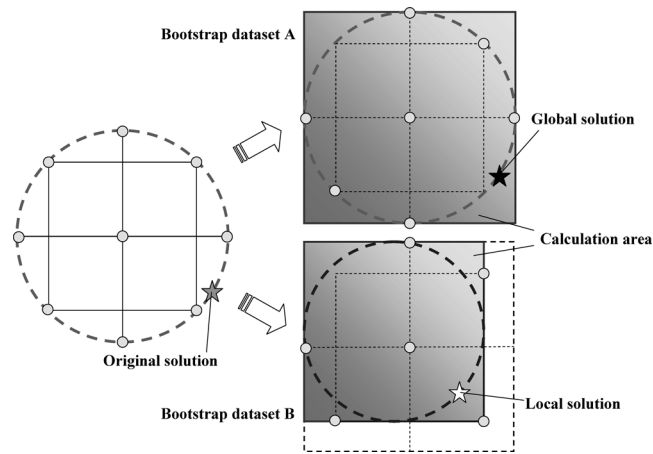 Bootstrap dataset A
Global solution
Calculation area
Original solution
Local solution
Bootstrap dataset B